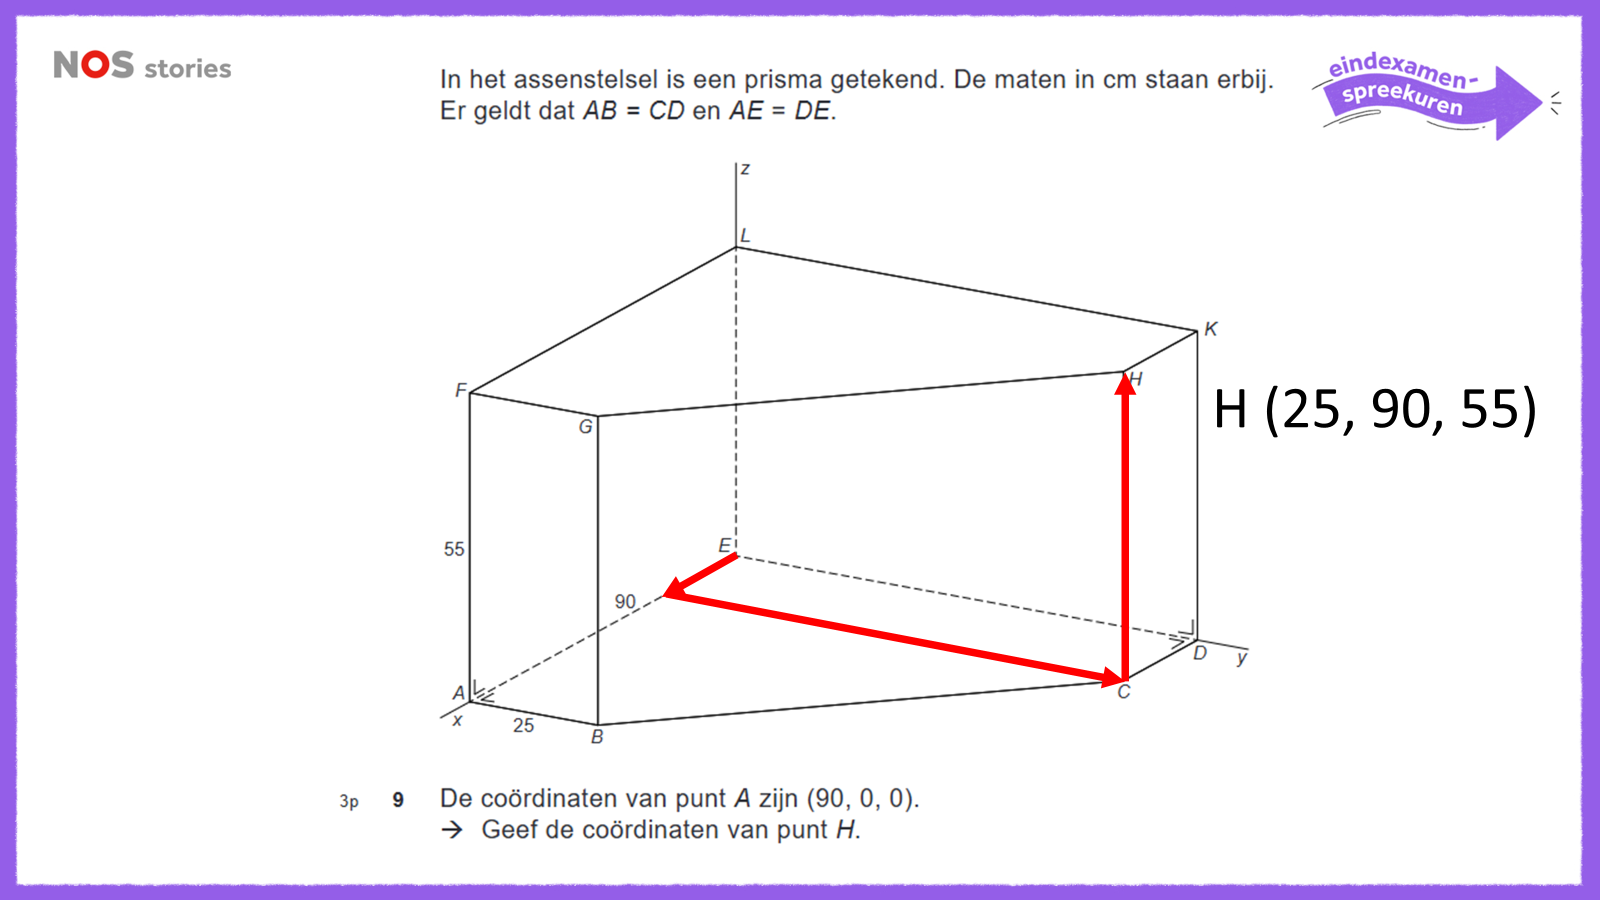 NOS stories
eindexamen-
spreekuren
In het assenstelsel is een prisma getekend. De maten in cm staan erbij.
Er geldt dat AB = CD en AE = DE.
z
L
K
F
H
G
H (25, 90, 55)
E
55
90
D
y
A
C
x
25
B
3p 9 De coördinaten van punt A zijn (90, 0, 0).
→ Geef de coördinaten van punt H.